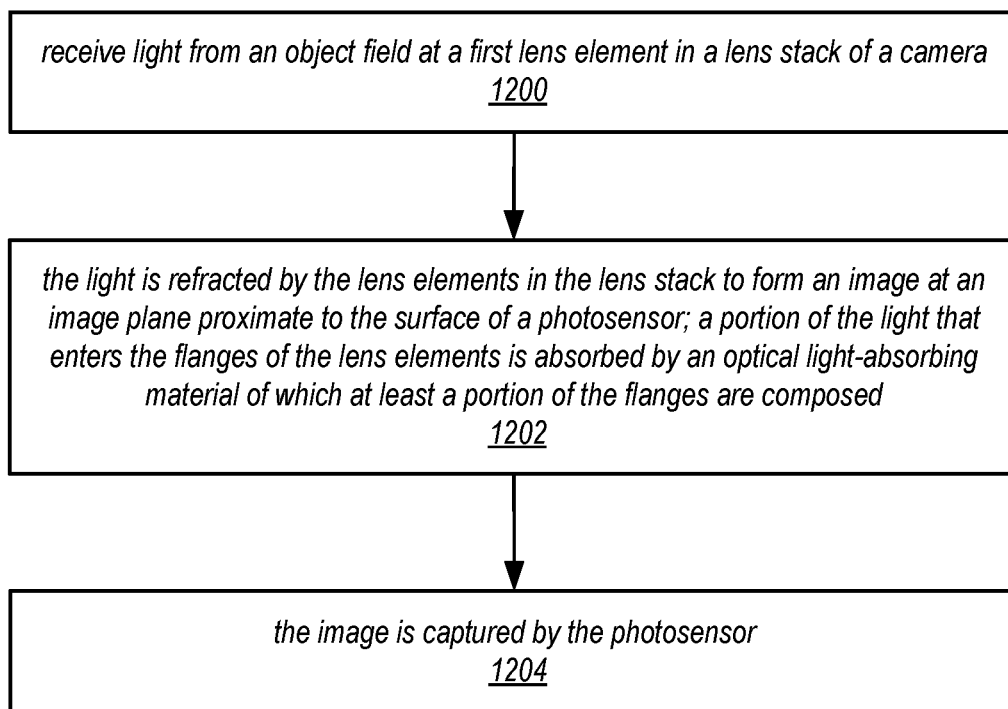 receive light from an object field at a first lens element in a lens stack of a camera
1200
the light is refracted by the lens elements in the lens stack to form an image at an
image plane proximate to the surface of a photosensor; a portion of the light that
enters the flanges of the lens elements is absorbed by an optical light-absorbing
material of which at least a portion of the flanges are composed
1202
the image is captured by the photosensor
1204